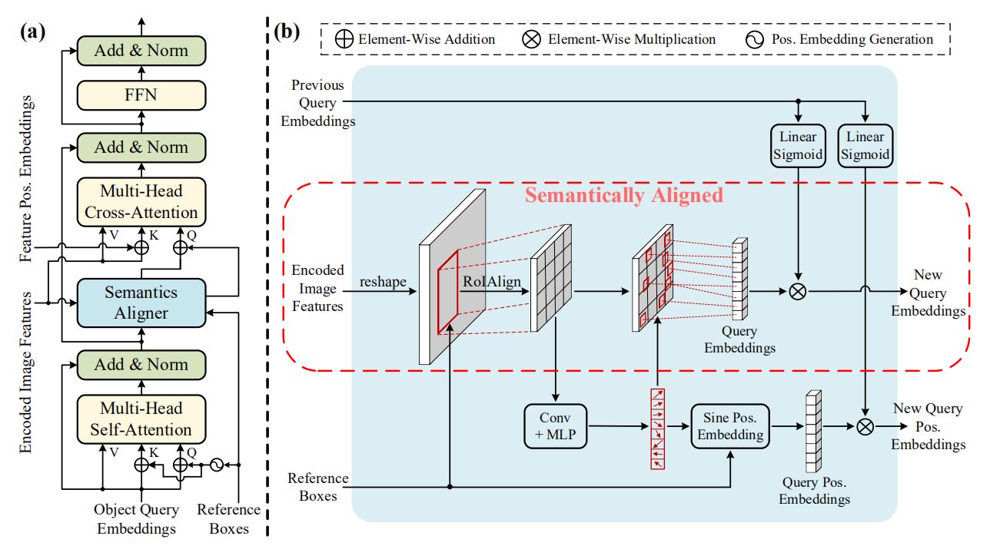 (a)
Add & Norm
FFN
Add & Norm
Multi-Head
Cross-Attention
V
K
Q
Semantics
Aligner
Add & Norm
Multi-Head
Self-Attention
V
K
Q
Object Query
Embeddings
Reference
Boxes
Feature Pos. Embeddings
Encoded Image Features
(b)
Element-Wise Addition
Element-Wise Multiplication
Pos. Embedding Generation
Previous
Query
Embeddings
Linear
Sigmoid
Linear
Sigmoid
Semantically Aligned
Encoded
Image
Features
reshape
RoIAlign
Query
Embeddings
New
Query
Embeddings
Conv
+ MLP
Sine Pos.
Embedding
New Query
Pos.
Embeddings
Reference
Boxes
Query Pos.
Embeddings